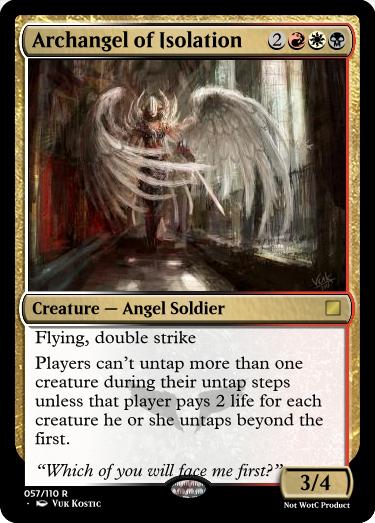 Archangel of Isolation 2
Creature — Angel Soldier
Flying, double strike
Players can't untap more than one
creature during their untap steps
unless that player pays 2 life for each
creature he or she untaps beyond the
first.
“Which of you will face me first?”
3/4
057/110 R
· Vuk Kostic
Not WotC Product